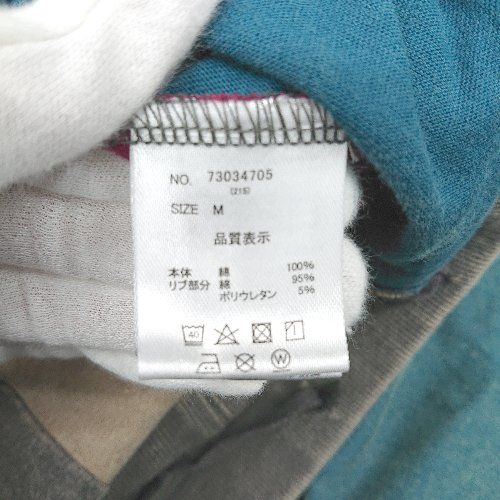 NO. 73034705
(215)
SIZE M
品質表示
本体 綿 100%
リブ部分 綿 95%
ポリウレタン 5%
40
W